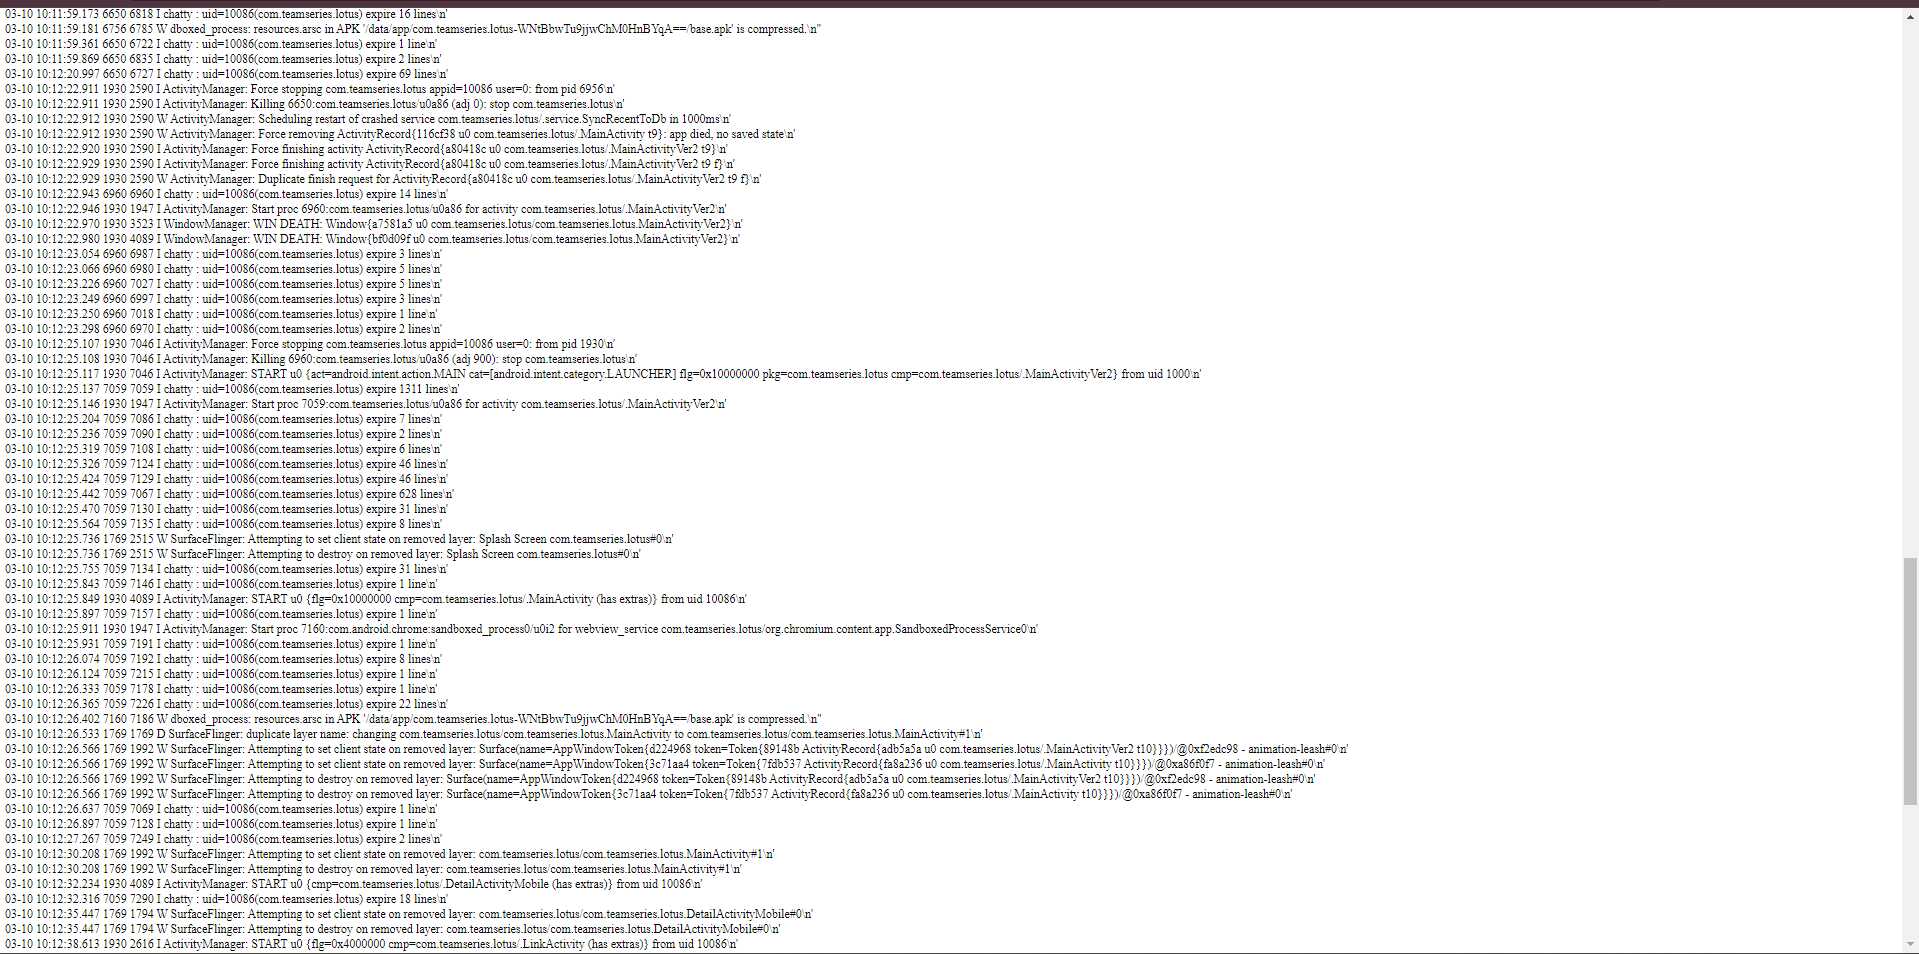 03-10 10:11:59.173 6650 6818 I chatty : uid=10086(com.teamseries.lotus) expire 16 lines\n'
03-10 10:11:59.181 6756 6785 W dboxed_process: resources.arsc in APK '/data/app/com.teamseries.lotus-WNtBbwTu9jjwChM0HnBYqA==/base.apk' is compressed.\n"
03-10 10:11:59.361 6650 6722 I chatty : uid=10086(com.teamseries.lotus) expire 1 line\n'
03-10 10:11:59.869 6650 6835 I chatty : uid=10086(com.teamseries.lotus) expire 2 lines\n'
03-10 10:12:20.997 6650 6727 I chatty : uid=10086(com.teamseries.lotus) expire 69 lines\n'
03-10 10:12:22.911 1930 2590 I ActivityManager: Force stopping com.teamseries.lotus appid=10086 user=0: from pid 6956\n'
03-10 10:12:22.911 1930 2590 I ActivityManager: Killing 6650:com.teamseries.lotus/u0a86 (adj 0): stop com.teamseries.lotus\n'
03-10 10:12:22.912 1930 2590 W ActivityManager: Scheduling restart of crashed service com.teamseries.lotus/.service.SyncRecentToDb in 1000ms\n'
03-10 10:12:22.912 1930 2590 W ActivityManager: Force removing ActivityRecord{116cf38 u0 com.teamseries.lotus/.MainActivity t9}: app died, no saved state\n'
03-10 10:12:22.920 1930 2590 I ActivityManager: Force finishing activity ActivityRecord{a80418c u0 com.teamseries.lotus/.MainActivityVer2 t9}\n'
03-10 10:12:22.929 1930 2590 I ActivityManager: Force finishing activity ActivityRecord{a80418c u0 com.teamseries.lotus/.MainActivityVer2 t9 f}\n'
03-10 10:12:22.929 1930 2590 W ActivityManager: Duplicate finish request for ActivityRecord{a80418c u0 com.teamseries.lotus/.MainActivityVer2 t9 f}\n'
03-10 10:12:22.943 6960 6960 I chatty : uid=10086(com.teamseries.lotus) expire 14 lines\n'
03-10 10:12:22.946 1930 1947 I ActivityManager: Start proc 6960:com.teamseries.lotus/u0a86 for activity com.teamseries.lotus/.MainActivityVer2\n'
03-10 10:12:22.970 1930 3523 I WindowManager: WIN DEATH: Window{a7581a5 u0 com.teamseries.lotus/com.teamseries.lotus.MainActivityVer2}\n'
03-10 10:12:22.980 1930 4089 I WindowManager: WIN DEATH: Window{bf0d09f u0 com.teamseries.lotus/com.teamseries.lotus.MainActivityVer2}\n'
03-10 10:12:23.054 6960 6987 I chatty : uid=10086(com.teamseries.lotus) expire 3 lines\n'
03-10 10:12:23.066 6960 6980 I chatty : uid=10086(com.teamseries.lotus) expire 5 lines\n'
03-10 10:12:23.226 6960 7027 I chatty : uid=10086(com.teamseries.lotus) expire 5 lines\n'
03-10 10:12:23.249 6960 6997 I chatty : uid=10086(com.teamseries.lotus) expire 3 lines\n'
03-10 10:12:23.250 6960 7018 I chatty : uid=10086(com.teamseries.lotus) expire 1 line\n'
03-10 10:12:23.298 6960 6970 I chatty : uid=10086(com.teamseries.lotus) expire 2 lines\n'
03-10 10:12:25.107 1930 7046 I ActivityManager: Force stopping com.teamseries.lotus appid=10086 user=0: from pid 1930\n'
03-10 10:12:25.108 1930 7046 I ActivityManager: Killing 6960:com.teamseries.lotus/u0a86 (adj 900): stop com.teamseries.lotus\n'
03-10 10:12:25.117 1930 7046 I ActivityManager: START u0 {act=android.intent.action.MAIN cat=[android.intent.category.LAUNCHER] flg=0x10000000 pkg=com.teamseries.lotus cmp=com.teamseries.lotus/.MainActivityVer2} from uid 1000\n'
03-10 10:12:25.137 7059 7059 I chatty : uid=10086(com.teamseries.lotus) expire 1311 lines\n'
03-10 10:12:25.146 1930 1947 I ActivityManager: Start proc 7059:com.teamseries.lotus/u0a86 for activity com.teamseries.lotus/.MainActivityVer2\n'
03-10 10:12:25.204 7059 7086 I chatty : uid=10086(com.teamseries.lotus) expire 7 lines\n'
03-10 10:12:25.236 7059 7090 I chatty : uid=10086(com.teamseries.lotus) expire 2 lines\n'
03-10 10:12:25.319 7059 7108 I chatty : uid=10086(com.teamseries.lotus) expire 6 lines\n'
03-10 10:12:25.326 7059 7124 I chatty : uid=10086(com.teamseries.lotus) expire 46 lines\n'
03-10 10:12:25.424 7059 7129 I chatty : uid=10086(com.teamseries.lotus) expire 46 lines\n'
03-10 10:12:25.442 7059 7067 I chatty : uid=10086(com.teamseries.lotus) expire 628 lines\n'
03-10 10:12:25.470 7059 7130 I chatty : uid=10086(com.teamseries.lotus) expire 31 lines\n'
03-10 10:12:25.564 7059 7135 I chatty : uid=10086(com.teamseries.lotus) expire 8 lines\n'
03-10 10:12:25.736 1769 2515 W SurfaceFlinger: Attempting to set client state on removed layer: Splash Screen com.teamseries.lotus#0\n'
03-10 10:12:25.736 1769 2515 W SurfaceFlinger: Attempting to destroy on removed layer: Splash Screen com.teamseries.lotus#0\n'
03-10 10:12:25.755 7059 7134 I chatty : uid=10086(com.teamseries.lotus) expire 31 lines\n'
03-10 10:12:25.843 7059 7146 I chatty : uid=10086(com.teamseries.lotus) expire 1 line\n'
03-10 10:12:25.849 1930 4089 I ActivityManager: START u0 {flg=0x10000000 cmp=com.teamseries.lotus/.MainActivity (has extras)} from uid 10086\n'
03-10 10:12:25.897 7059 7157 I chatty : uid=10086(com.teamseries.lotus) expire 1 line\n'
03-10 10:12:25.911 1930 1947 I ActivityManager: Start proc 7160:com.android.chrome:sandboxed_process0/u0i2 for webview_service com.teamseries.lotus/org.chromium.content.app.SandboxedProcessService0\n'
03-10 10:12:25.931 7059 7191 I chatty : uid=10086(com.teamseries.lotus) expire 1 line\n'
03-10 10:12:26.074 7059 7192 I chatty : uid=10086(com.teamseries.lotus) expire 8 lines\n'
03-10 10:12:26.124 7059 7215 I chatty : uid=10086(com.teamseries.lotus) expire 1 line\n'
03-10 10:12:26.333 7059 7178 I chatty : uid=10086(com.teamseries.lotus) expire 1 line\n'
03-10 10:12:26.365 7059 7226 I chatty : uid=10086(com.teamseries.lotus) expire 22 lines\n'
03-10 10:12:26.402 7160 7186 W dboxed_process: resources.arsc in APK '/data/app/com.teamseries.lotus-WNtBbwTu9jjwChM0HnBYqA==/base.apk' is compressed.\n"
03-10 10:12:26.533 1769 1769 D SurfaceFlinger: duplicate layer name: changing com.teamseries.lotus/com.teamseries.lotus.MainActivity to com.teamseries.lotus/com.teamseries.lotus.MainActivity#1\n'
03-10 10:12:26.566 1769 1992 W SurfaceFlinger: Attempting to set client state on removed layer: Surface(name=AppWindowToken{d224968 token=Token{89148b ActivityRecord{adb5a5a u0 com.teamseries.lotus/.MainActivityVer2 t10}}})/@0xf2edc98 - animation-leash#0\n'
03-10 10:12:26.566 1769 1992 W SurfaceFlinger: Attempting to set client state on removed layer: Surface(name=AppWindowToken{3c71aa4 token=Token{7fdb537 ActivityRecord{fa8a236 u0 com.teamseries.lotus/.MainActivity t10}}})/@0xa86f0f7 - animation-leash#0\n'
03-10 10:12:26.566 1769 1992 W SurfaceFlinger: Attempting to destroy on removed layer: Surface(name=AppWindowToken{d224968 token=Token{89148b ActivityRecord{adb5a5a u0 com.teamseries.lotus/.MainActivityVer2 t10}}})/@0xf2edc98 - animation-leash#0\n'
03-10 10:12:26.566 1769 1992 W SurfaceFlinger: Attempting to destroy on removed layer: Surface(name=AppWindowToken{3c71aa4 token=Token{7fdb537 ActivityRecord{fa8a236 u0 com.teamseries.lotus/.MainActivity t10}}})/@0xa86f0f7 - animation-leash#0\n'
03-10 10:12:26.637 7059 7069 I chatty : uid=10086(com.teamseries.lotus) expire 1 line\n'
03-10 10:12:26.897 7059 7128 I chatty : uid=10086(com.teamseries.lotus) expire 1 line\n'
03-10 10:12:27.267 7059 7249 I chatty : uid=10086(com.teamseries.lotus) expire 2 lines\n'
03-10 10:12:30.208 1769 1992 W SurfaceFlinger: Attempting to set client state on removed layer: com.teamseries.lotus/com.teamseries.lotus.MainActivity#1\n'
03-10 10:12:30.208 1769 1992 W SurfaceFlinger: Attempting to destroy on removed layer: com.teamseries.lotus/com.teamseries.lotus.MainActivity#1\n'
03-10 10:12:32.234 1930 4089 I ActivityManager: START u0 {cmp=com.teamseries.lotus/.DetailActivityMobile (has extras)} from uid 10086\n'
03-10 10:12:32.316 7059 7290 I chatty : uid=10086(com.teamseries.lotus) expire 18 lines\n'
03-10 10:12:35.447 1769 1794 W SurfaceFlinger: Attempting to set client state on removed layer: com.teamseries.lotus/com.teamseries.lotus.DetailActivityMobile#0\n'
03-10 10:12:35.447 1769 1794 W SurfaceFlinger: Attempting to destroy on removed layer: com.teamseries.lotus/com.teamseries.lotus.DetailActivityMobile#0\n'
03-10 10:12:38.613 1930 2616 I ActivityManager: START u0 {flg=0x4000000 cmp=com.teamseries.lotus/.LinkActivity (has extras)} from uid 10086\n'